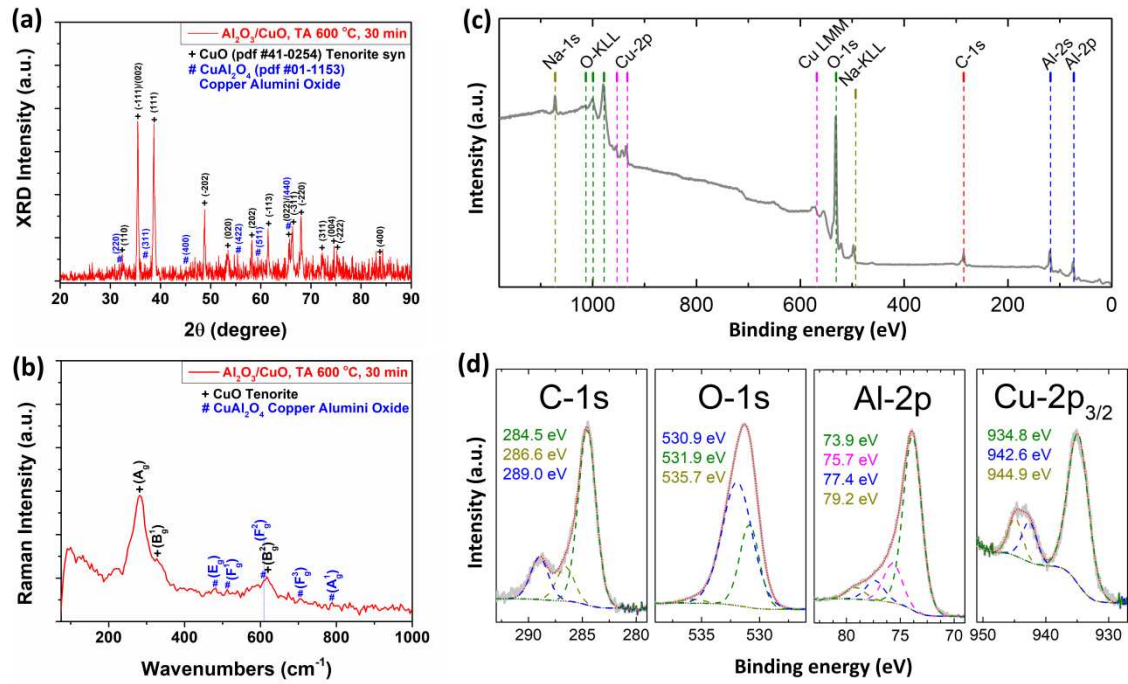 (a)
Al₂O₃/CuO, TA 600 °C, 30 min
+ CuO (pdf #41-0254) Tenorite syn
# CuAl₂O₄ (pdf #01-1153)
Copper Alumini Oxide
XRD Intensity (a.u.)
# (220)
+ (110)
+ (-111)/(002)
# (311)
+ (111)
# (400)
+ (-202)
+ (020)
# (422)
+ (202)
# (511)
+ (-113)
# + (022)/(440)
+ (-311)
+ (-220)
+ (311)
+ (004)
+ (-222)
+ (400)
20 30 40 50 60 70 80 90
2θ (degree)
(b)
Al₂O₃/CuO, TA 600 °C, 30 min
+ CuO Tenorite
# CuAl₂O₄ Copper Alumini Oxide
Raman Intensity (a.u.)
+ (Ag)
+ (B¹g)
# (Eg)
# (F¹g)
# (F²g)
+ (B²g)
# (F³g)
# (A¹g)
200 400 600 800 1000
Wavenumbers (cm⁻¹)
(c)
Intensity (a.u.)
Na-1s
O-KLL
Cu-2p
Cu LMM
O-1s
Na-KLL
C-1s
Al-2s
Al-2p
1000 800 600 400 200 0
Binding energy (eV)
(d)
Intensity (a.u.)
C-1s
284.5 eV
286.6 eV
289.0 eV
290 285 280
O-1s
530.9 eV
531.9 eV
535.7 eV
535 530
Al-2p
73.9 eV
75.7 eV
77.4 eV
79.2 eV
80 75 70
Cu-2p₃/₂
934.8 eV
942.6 eV
944.9 eV
950 940 930
Binding energy (eV)